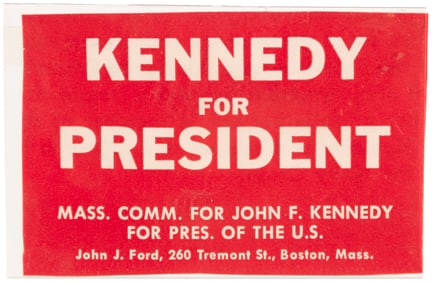 KENNEDY
FOR
PRESIDENT
MASS. COMM. FOR JOHN F. KENNEDY
FOR PRES. OF THE U.S.
John J. Ford, 260 Tremont St., Boston, Mass.